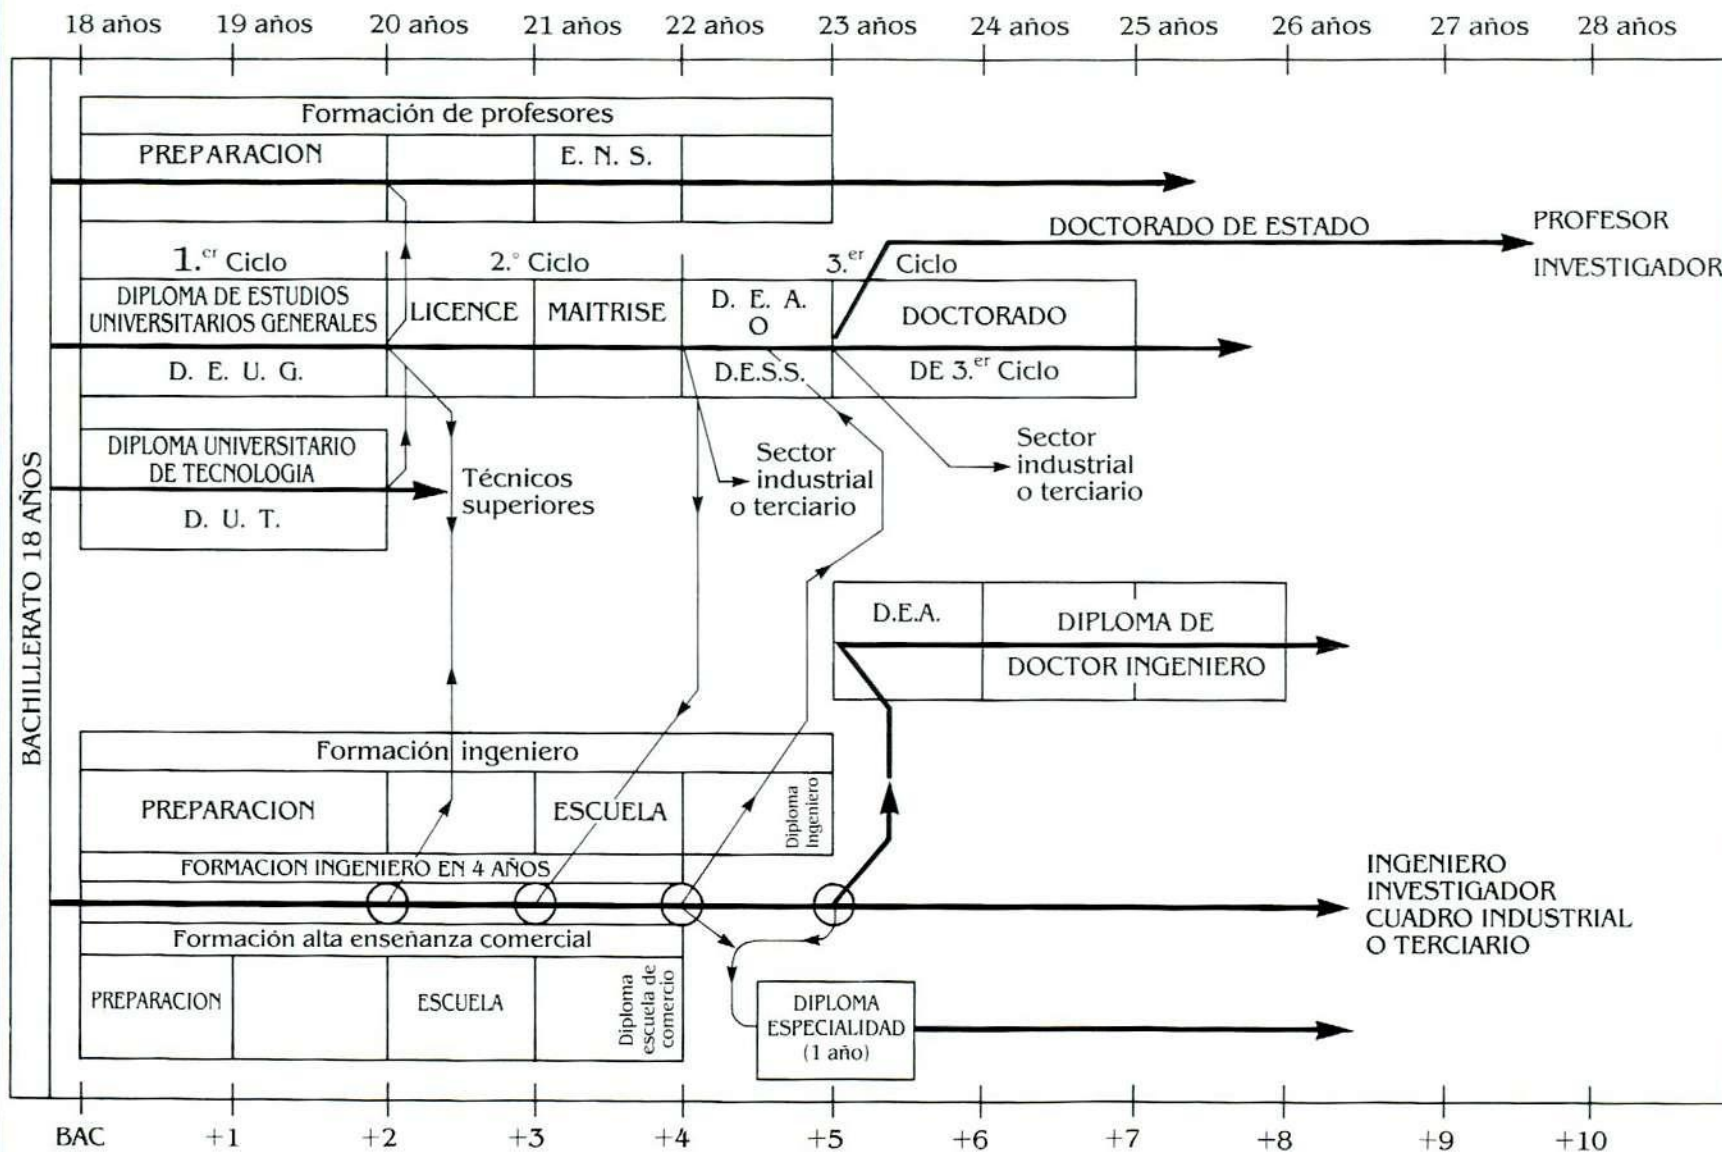 18 años 19 años 20 años 21 años 22 años 23 años 24 años 25 años 26 años 27 años 28 años
BACHILLERATO 18 AÑOS
Formación de profesores
PREPARACION E. N. S.
DOCTORADO DE ESTADO
PROFESOR
INVESTIGADOR
1.er Ciclo 2.° Ciclo 3.er Ciclo
DIPLOMA DE ESTUDIOS
UNIVERSITARIOS GENERALES
D. E. U. G.
LICENCE
MAITRISE
D. E. A.
O
D.E.S.S.
DOCTORADO
DE 3.er Ciclo
DIPLOMA UNIVERSITARIO
DE TECNOLOGIA
D. U. T.
Técnicos
superiores
Sector
industrial
o terciario
Sector
industrial
o terciario
D.E.A.
DIPLOMA DE
DOCTOR INGENIERO
Formación ingeniero
PREPARACION
ESCUELA
Diploma
Ingeniero
FORMACION INGENIERO EN 4 AÑOS
INGENIERO
INVESTIGADOR
CUADRO INDUSTRIAL
O TERCIARIO
Formación alta enseñanza comercial
PREPARACION
ESCUELA
Diploma
escuela de
comercio
DIPLOMA
ESPECIALIDAD
(1 año)
BAC +1 +2 +3 +4 +5 +6 +7 +8 +9 +10